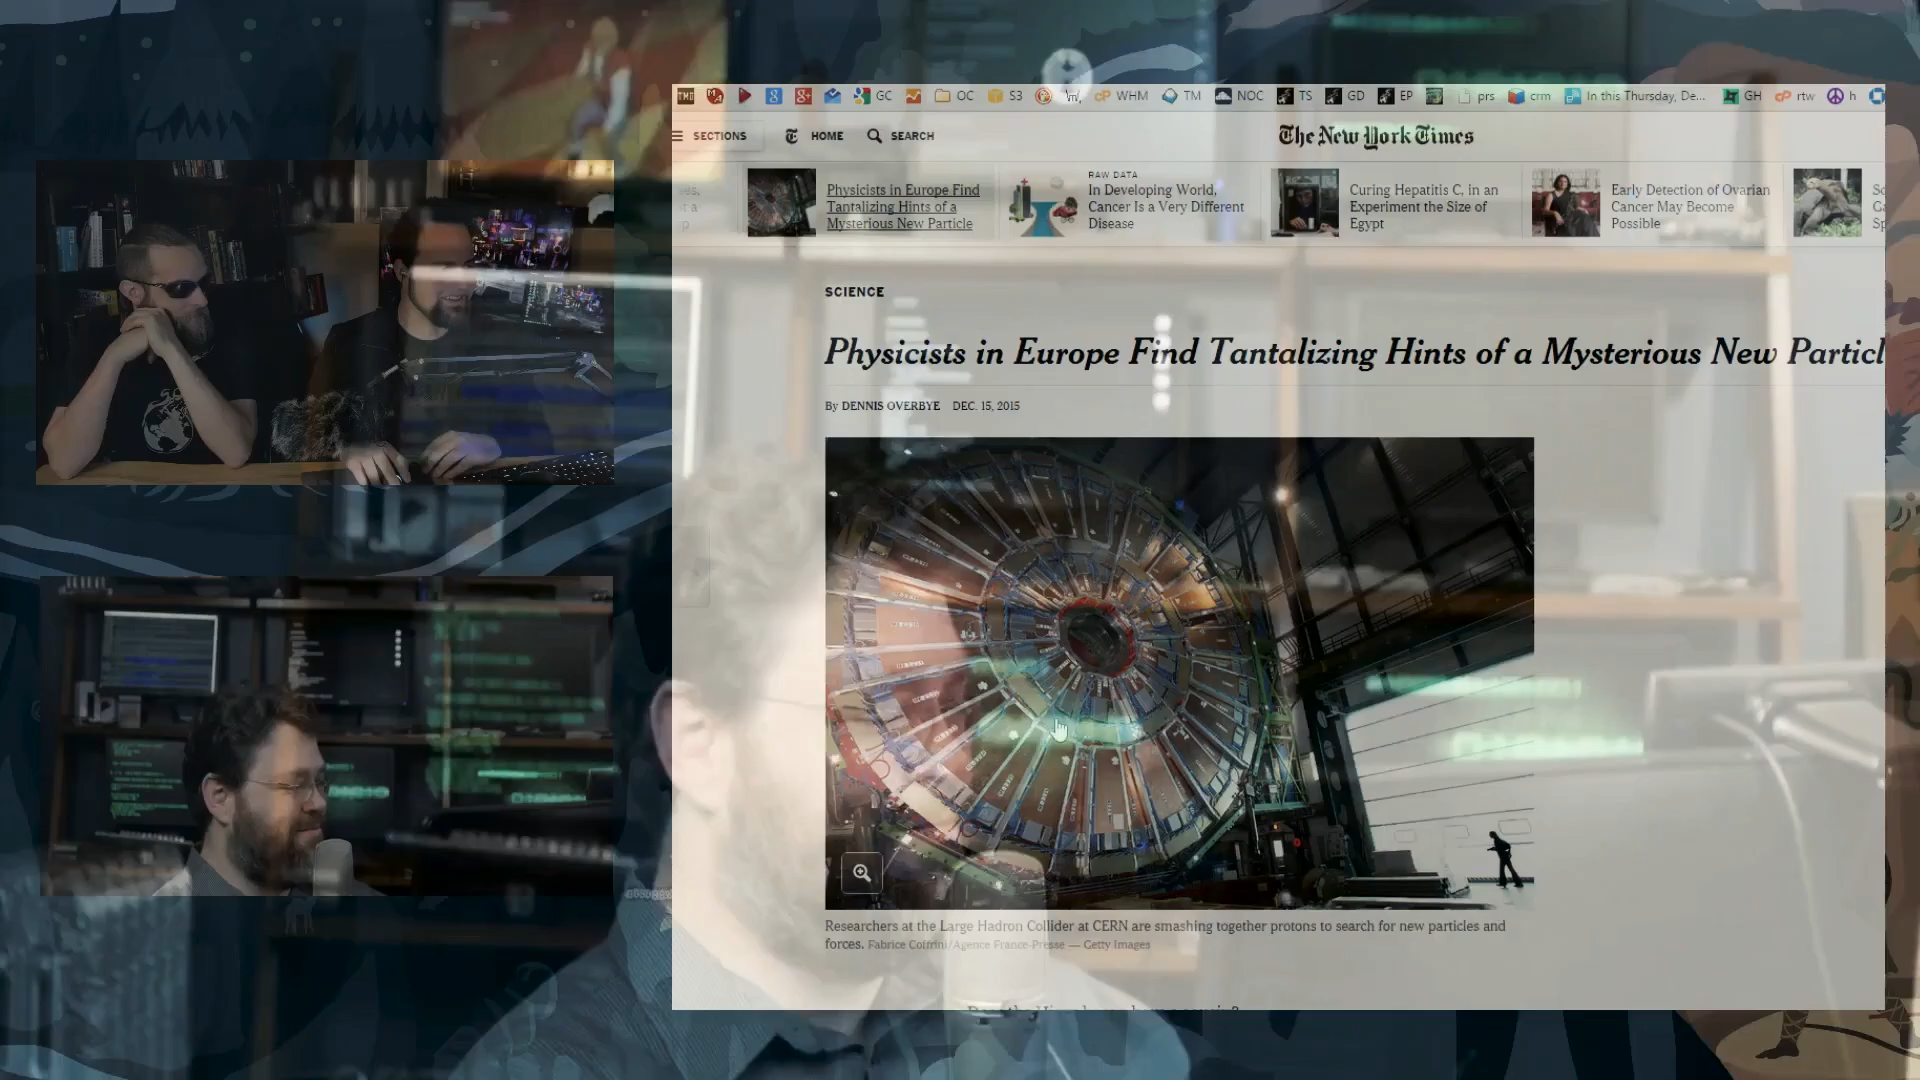 GC OC S3 \m/ WHM TM NOC TS GD EP prs crm In this Thursday, De... GH rtw h
SECTIONS HOME SEARCH The New York Times
Physicists in Europe Find
Tantalizing Hints of a
Mysterious New Particle
RAW DATA
In Developing World,
Cancer Is a Very Different
Disease
Curing Hepatitis C, in an
Experiment the Size of
Egypt
Early Detection of Ovarian
Cancer May Become
Possible
SCIENCE
Physicists in Europe Find Tantalizing Hints of a Mysterious New Particl
By DENNIS OVERBYE DEC. 15, 2015
Researchers at the Large Hadron Collider at CERN are smashing together protons to search for new particles and
forces. Fabrice Coffrini/Agence France-Presse — Getty Images